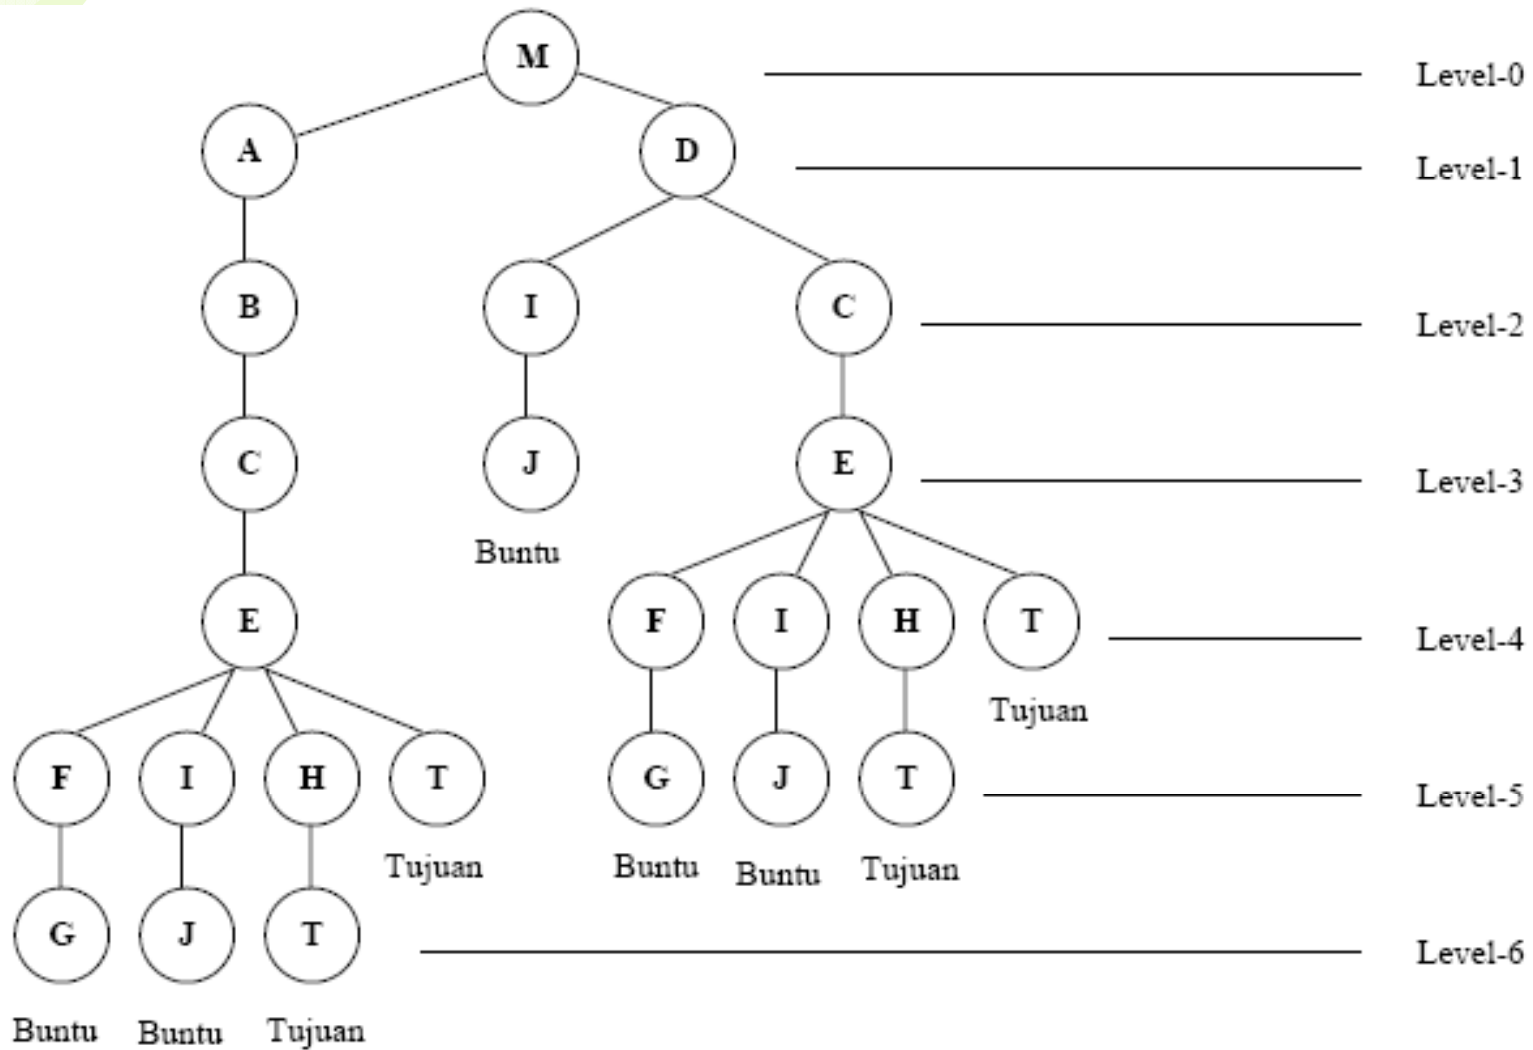 M
Level-0
A
D
Level-1
B
I
C
Level-2
C
J
E
Level-3
Buntu
E
F
I
H
T
Level-4
Tujuan
F
I
H
T
G
J
T
Level-5
Tujuan
Buntu
Buntu
Tujuan
G
J
T
Level-6
Buntu
Buntu
Tujuan